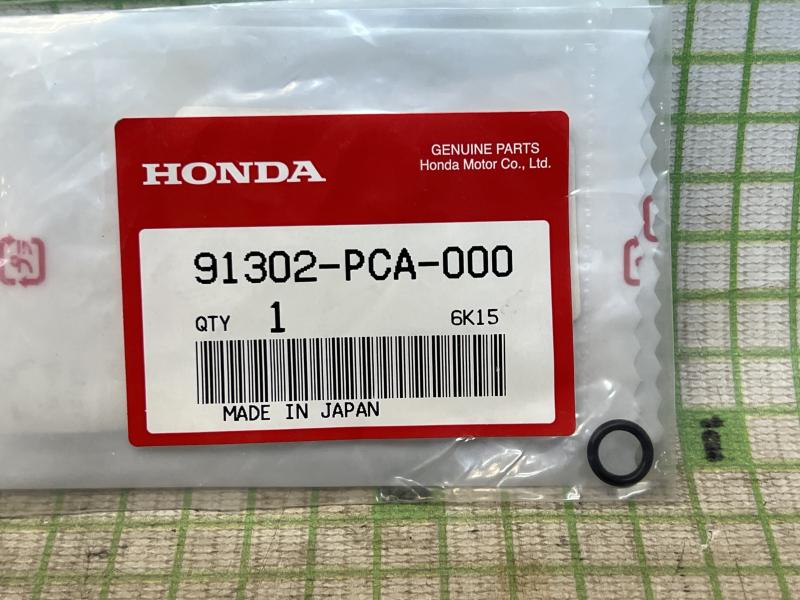 GENUINE PARTS
HONDA
Honda Motor Co., Ltd.
91302-PCA-000
QTY 1
6K15
MADE IN JAPAN